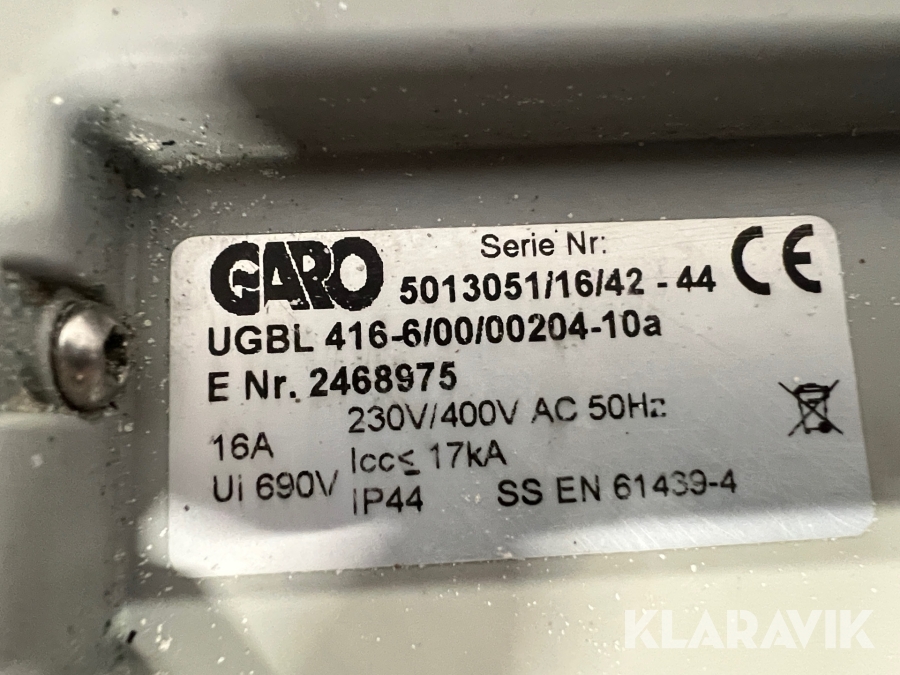 GARO
Serie Nr:
5013051/16/42 - 44
CE
UGBL 416-6/00/00204-10a
E Nr. 2468975
230V/400V AC 50Hz
16A
Icc≤ 17kA
Ui 690V
IP44
SS EN 61439-4
KLARAVIK